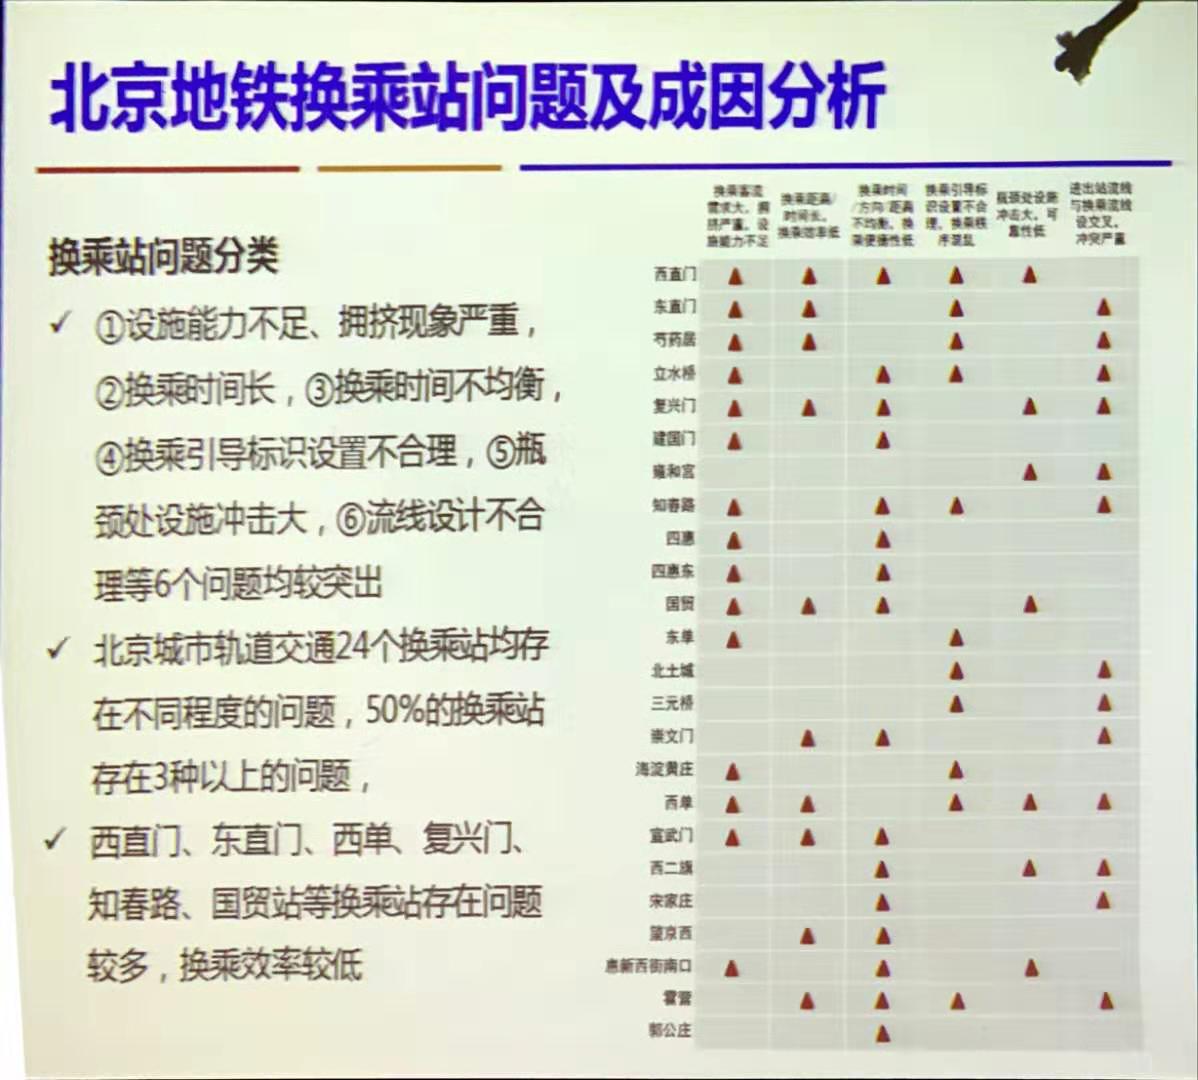 北京地铁换乘站问题及成因分析
换乘站问题分类
✓ ①设施能力不足、拥挤现象严重，
②换乘时间长，③换乘时间不均衡，
④换乘引导标识设置不合理，⑤瓶
颈处设施冲击大，⑥流线设计不合
理等6个问题均较突出
✓ 北京城市轨道交通24个换乘站均存
在不同程度的问题，50%的换乘站
存在3种以上的问题，
✓ 西直门、东直门、西单、复兴门、
知春路、国贸站等换乘站存在问题
较多，换乘效率较低
换乘客流
需求大，拥
挤严重，设
施能力不足
换乘距离/
时间长，
换乘效率低
换乘时间
/方向/距离
不均衡，换
乘便捷性低
换乘引导标
识设置不合
理，换乘秩
序混乱
瓶颈处设施
冲击大，可
靠性低
进出站流线
与换乘流线
设交叉，
冲突严重
西直门 ▲ ▲ ▲ ▲ ▲
东直门 ▲ ▲ ▲ ▲
芍药居 ▲ ▲ ▲ ▲
立水桥 ▲ ▲ ▲ ▲
复兴门 ▲ ▲ ▲ ▲ ▲
建国门 ▲ ▲
雍和宫 ▲ ▲
知春路 ▲ ▲ ▲ ▲
四惠 ▲ ▲
四惠东 ▲ ▲
国贸 ▲ ▲ ▲ ▲
东单 ▲ ▲
北土城 ▲ ▲
三元桥 ▲ ▲
崇文门 ▲ ▲ ▲
海淀黄庄 ▲ ▲
西单 ▲ ▲ ▲ ▲ ▲
宣武门 ▲ ▲ ▲
西二旗 ▲ ▲ ▲
宋家庄 ▲ ▲
望京西 ▲ ▲
惠新西街南口 ▲ ▲ ▲
霍营 ▲ ▲ ▲ ▲
郭公庄 ▲